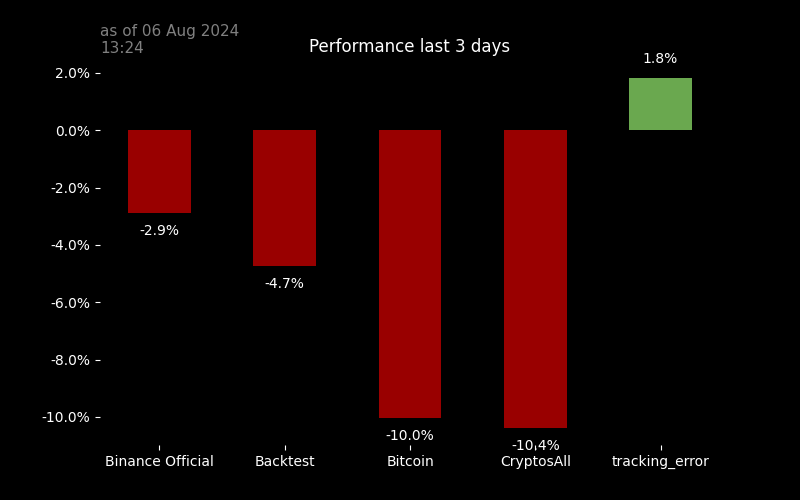 as of 06 Aug 2024
13:24
Performance last 3 days
2.0%
0.0%
-2.0%
-4.0%
-6.0%
-8.0%
-10.0%
-2.9%
-4.7%
-10.0%
-10.4%
1.8%
Binance Official
Backtest
Bitcoin
CryptosAll
tracking_error